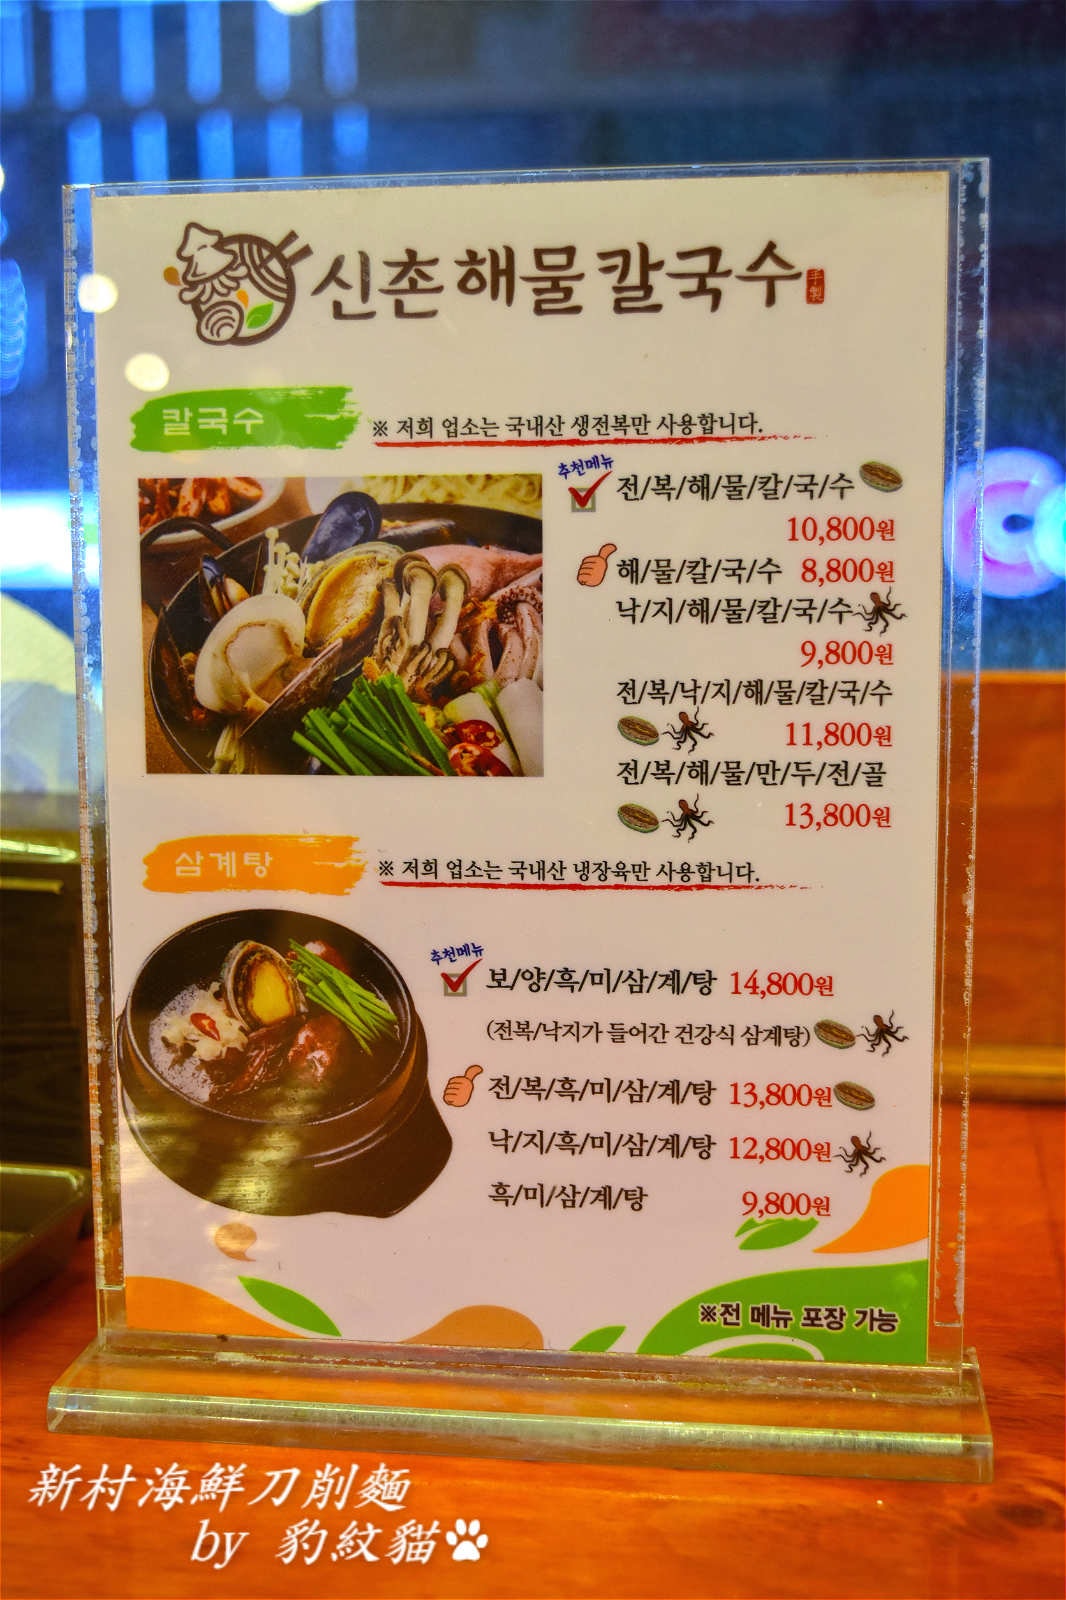 신촌 해물 칼국수 手製
칼국수
※ 저희 업소는 국내산 생전복만 사용합니다.
추천메뉴
전/복/해/물/칼/국/수
10,800원
해/물/칼/국/수 8,800원
낙/지/해/물/칼/국/수
9,800원
전/복/낙/지/해/물/칼/국/수
11,800원
전/복/해/물/만/두/전/골
13,800원
삼계탕
※ 저희 업소는 국내산 냉장육만 사용합니다.
추천메뉴
보/양/흑/미/삼/계/탕 14,800원
(전복/낙지가 들어간 건강식 삼계탕)
전/복/흑/미/삼/계/탕 13,800원
낙/지/흑/미/삼/계/탕 12,800원
흑/미/삼/계/탕 9,800원
※전 메뉴 포장 가능
新村海鮮刀削麵
by 豹紋貓